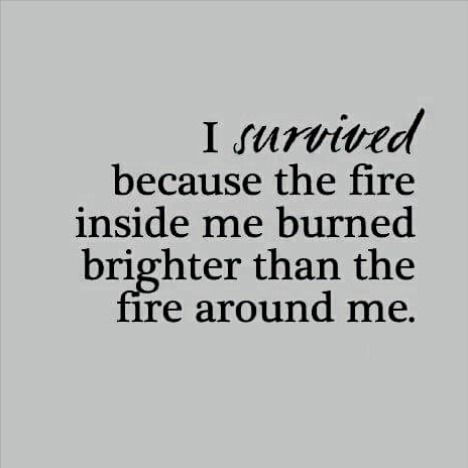 I survived
because the fire
inside me burned
brighter than the
fire around me.